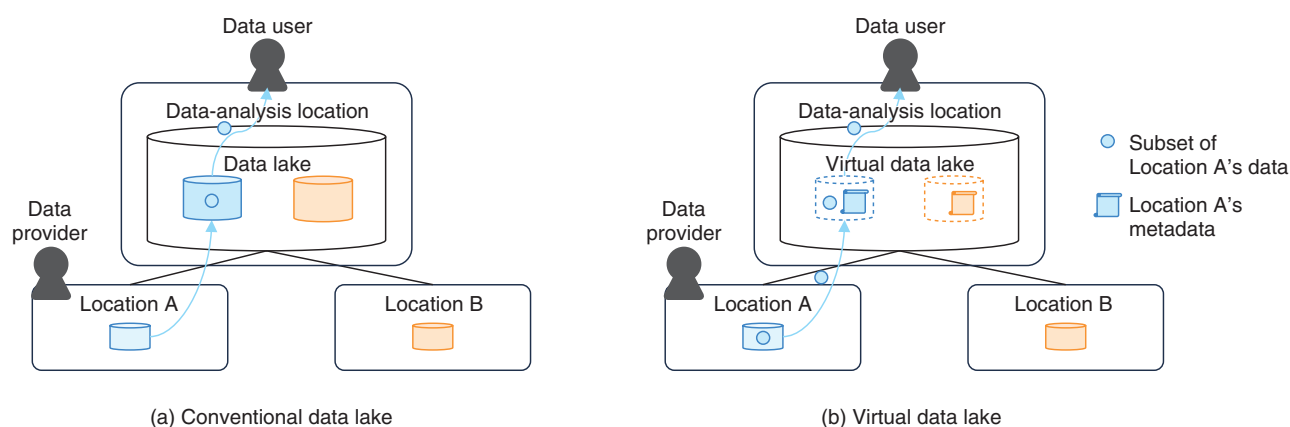 Data user
Data-analysis location
Data lake
Data
provider
Location A
Location B
(a) Conventional data lake
Data user
Data-analysis location
Virtual data lake
Data
provider
Location A
Location B
(b) Virtual data lake
Subset of
Location A’s data
Location A’s
metadata